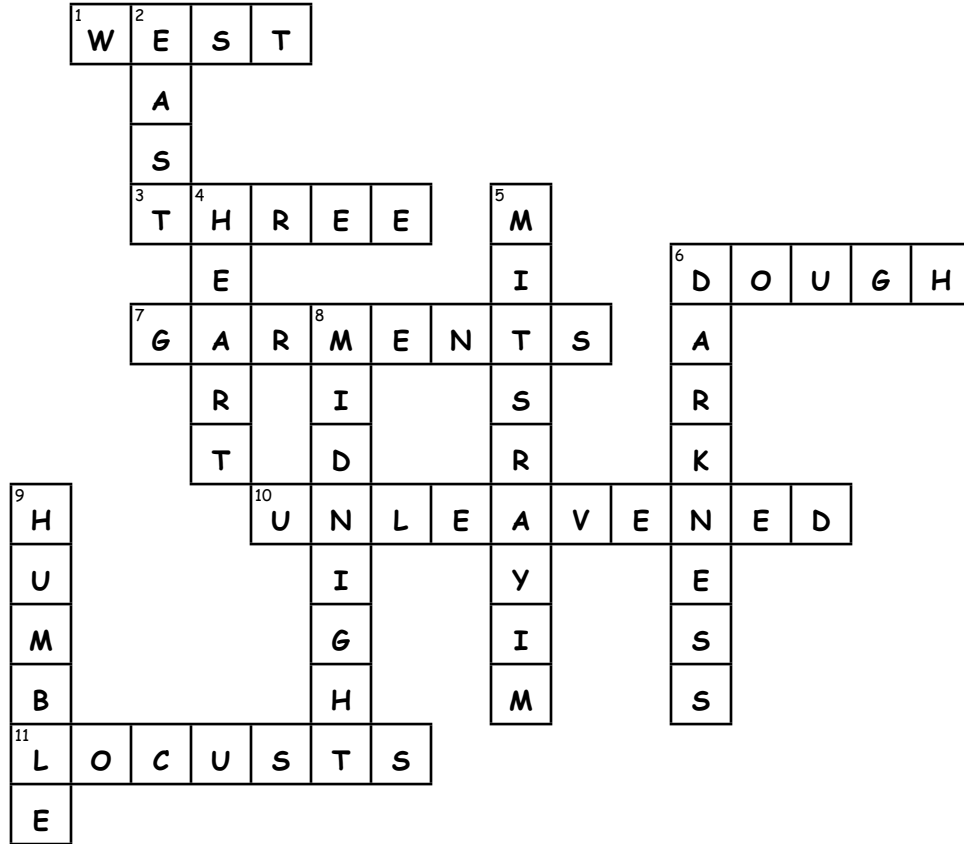 1 2
W E S T
A
S
3 4 5
T H R E E M
6
E I D O U G H
7 8
G A R M E N T S A
R I S R
T D R K
9 10
H U N L E A V E N E D
U I Y E
M G I S
B H M S
11
L O C U S T S
E